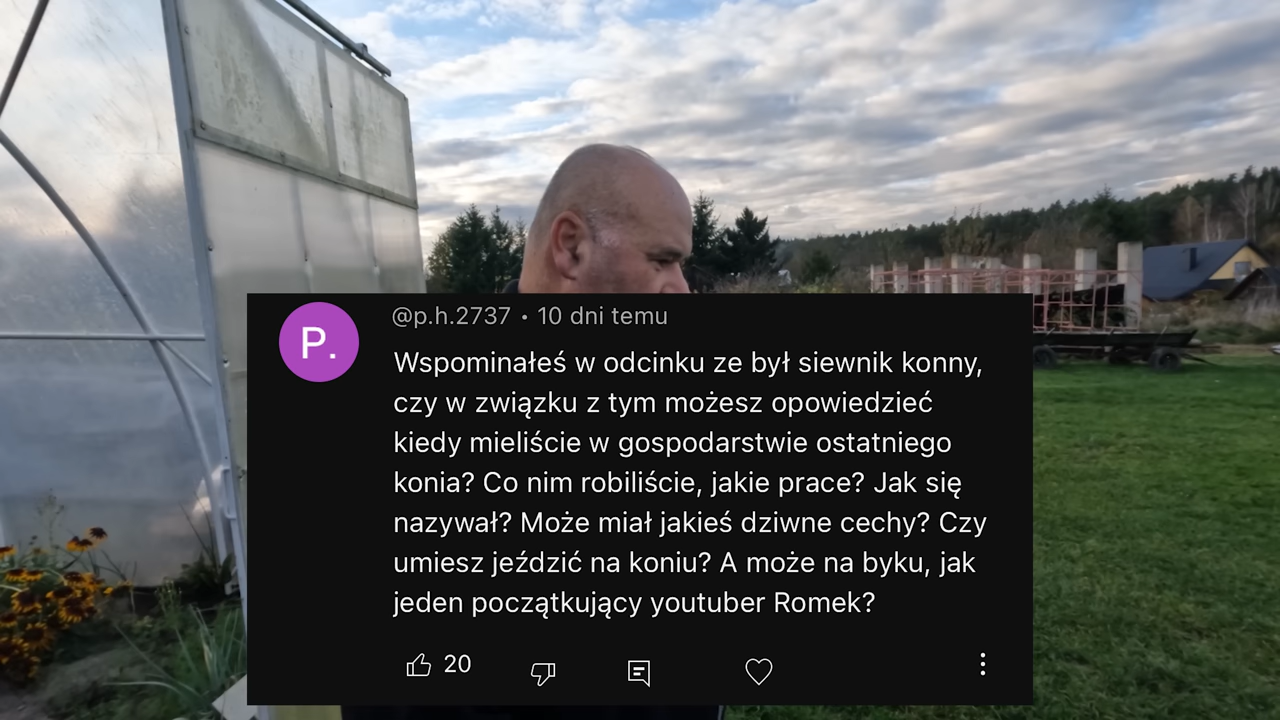 P.
@p.h.2737 • 10 dni temu
Wspominałeś w odcinku ze był siewnik konny,
czy w związku z tym możesz opowiedzieć
kiedy mieliście w gospodarstwie ostatniego
konia? Co nim robiliście, jakie prace? Jak się
nazywał? Może miał jakieś dziwne cechy? Czy
umiesz jeździć na koniu? A może na byku, jak
jeden początkujący youtuber Romek?
20